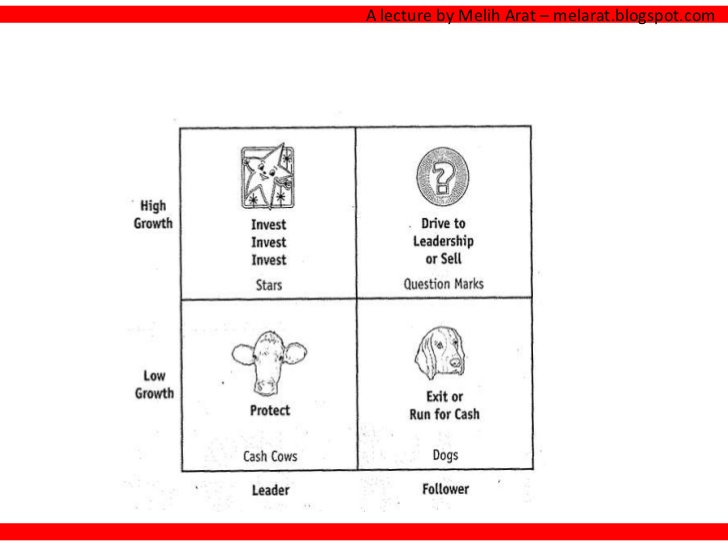 A lecture by Melih Arat – melarat.blogspot.com
High
Growth
Invest
Invest
Invest
Stars
?
Drive to
Leadership
or Sell
Question Marks
Low
Growth
Protect
Cash Cows
Exit or
Run for Cash
Dogs
Leader
Follower